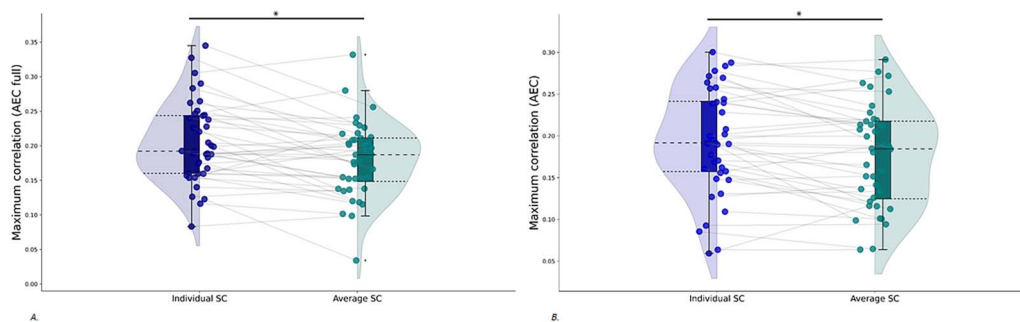 *
Maximum correlation (AEC full)
0.35
0.30
0.25
0.20
0.15
0.10
0.05
0.00
Individual SC
Average SC
A.
*
Maximum correlation (AEC)
0.30
0.25
0.20
0.15
0.10
0.05
Individual SC
Average SC
B.